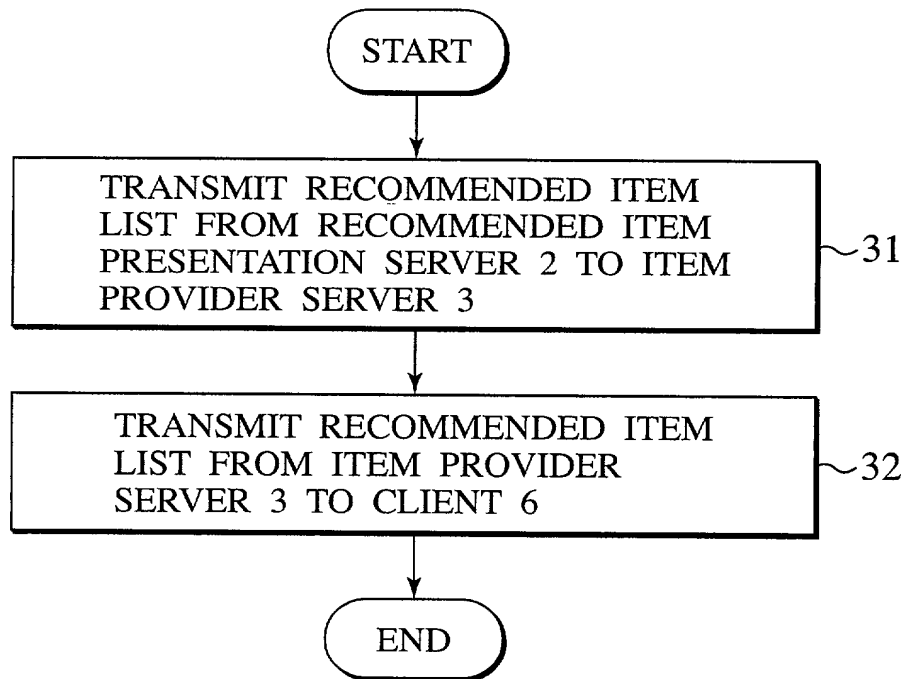 START
TRANSMIT RECOMMENDED ITEM
LIST FROM RECOMMENDED ITEM
PRESENTATION SERVER 2 TO ITEM
PROVIDER SERVER 3
31
TRANSMIT RECOMMENDED ITEM
LIST FROM ITEM PROVIDER
SERVER 3 TO CLIENT 6
32
END